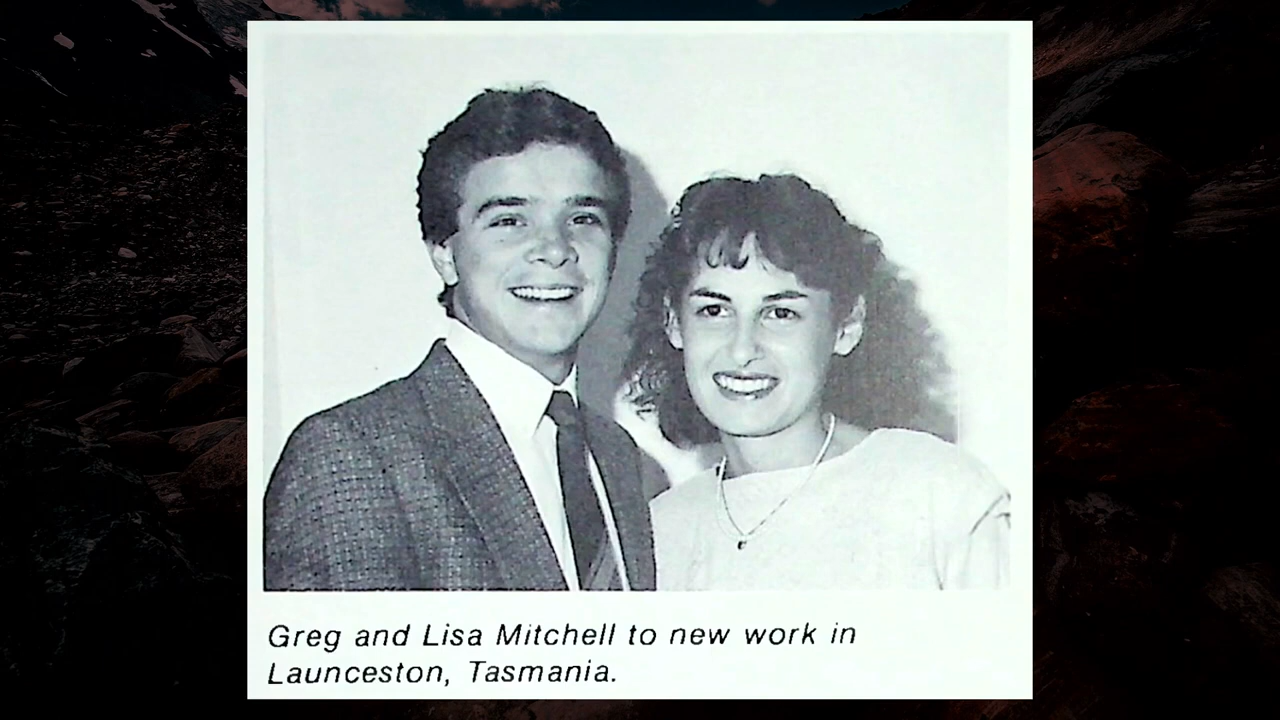 Greg and Lisa Mitchell to new work in
Launceston, Tasmania.